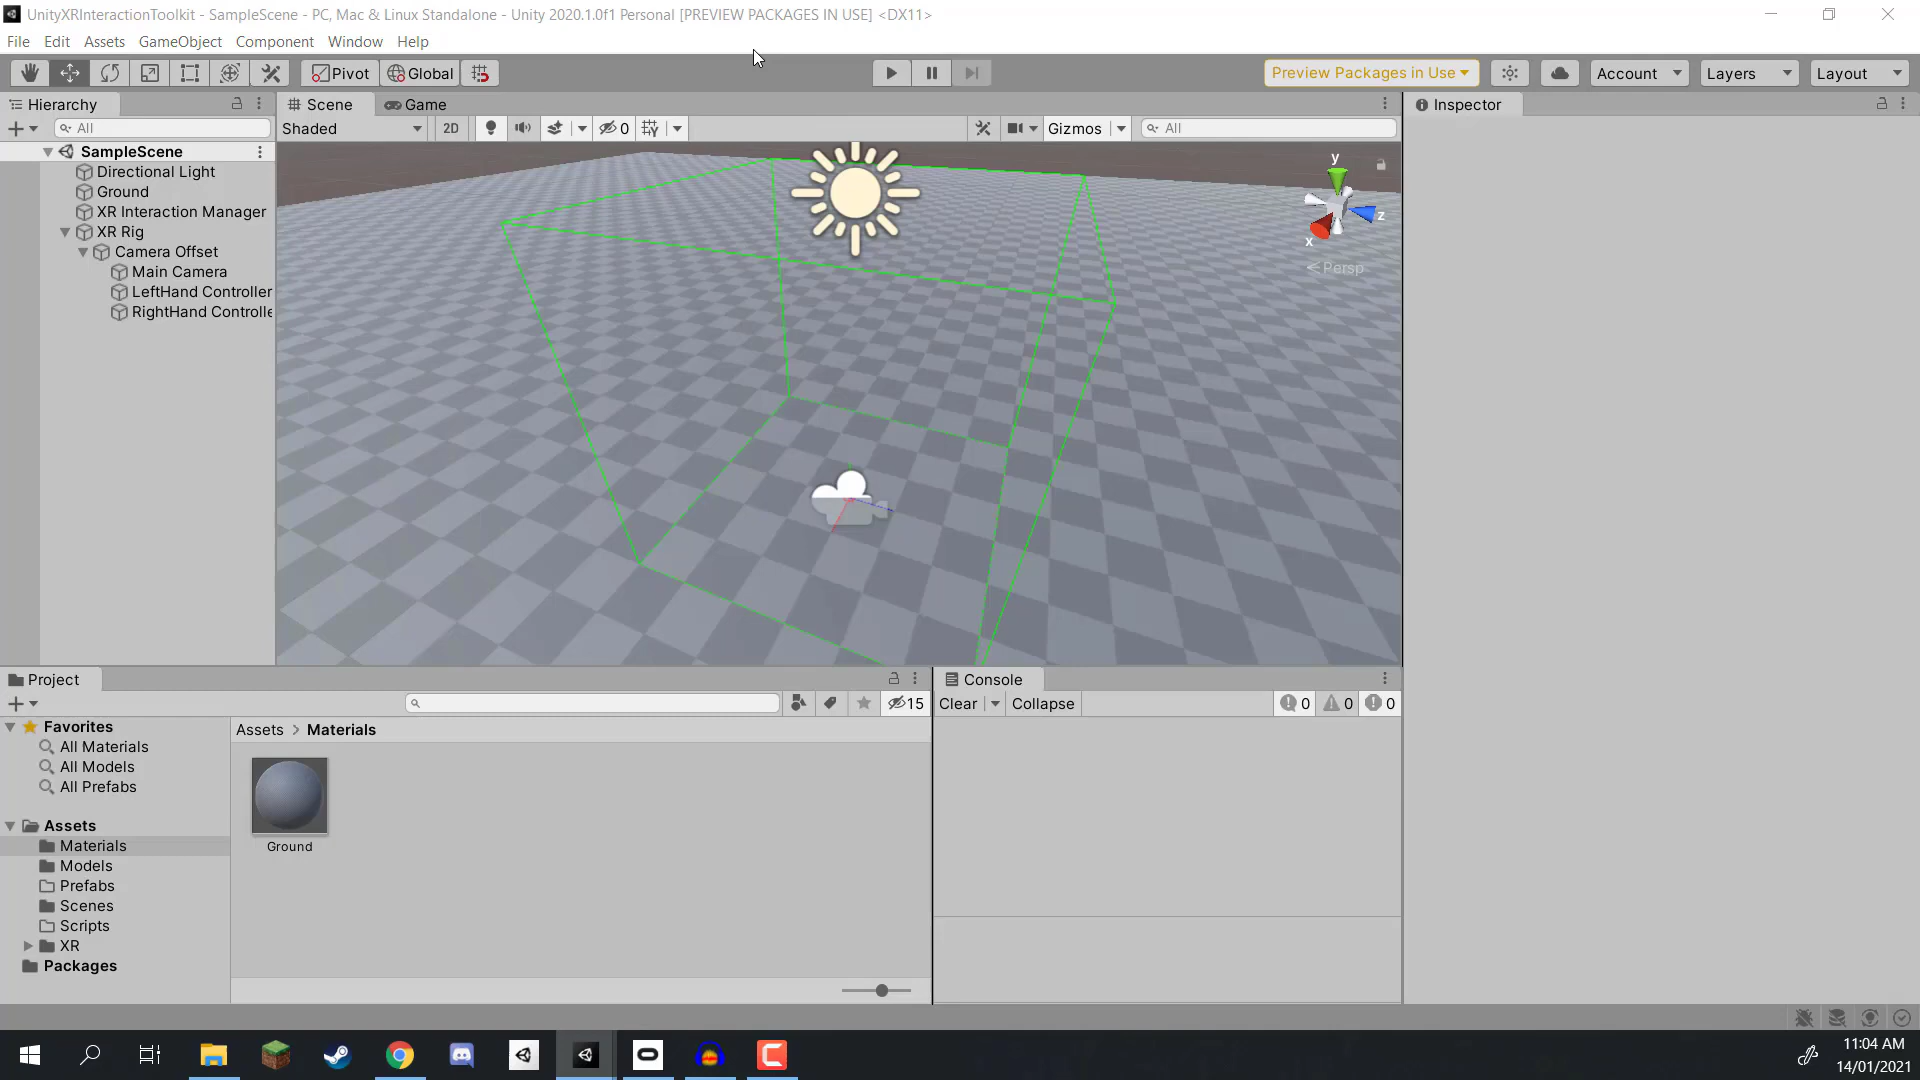 UnityXRInteractionToolkit - SampleScene - PC, Mac & Linux Standalone - Unity 2020.1.0f1 Personal [PREVIEW PACKAGES IN USE] <DX11>
File Edit Assets GameObject Component Window Help
Pivot Global Preview Packages in Use Account Layers Layout
Hierarchy
All
SampleScene
Directional Light
Ground
XR Interaction Manager
XR Rig
Camera Offset
Main Camera
LeftHand Controller
RightHand Controlle
Scene Game
Shaded 2D 0 Gizmos All
y
z
x
Persp
Inspector
Project
15
Favorites
All Materials
All Models
All Prefabs
Assets
Materials
Models
Prefabs
Scenes
Scripts
XR
Packages
Assets > Materials
Ground
Console
Clear Collapse 0 0 0
11:04 AM
14/01/2021